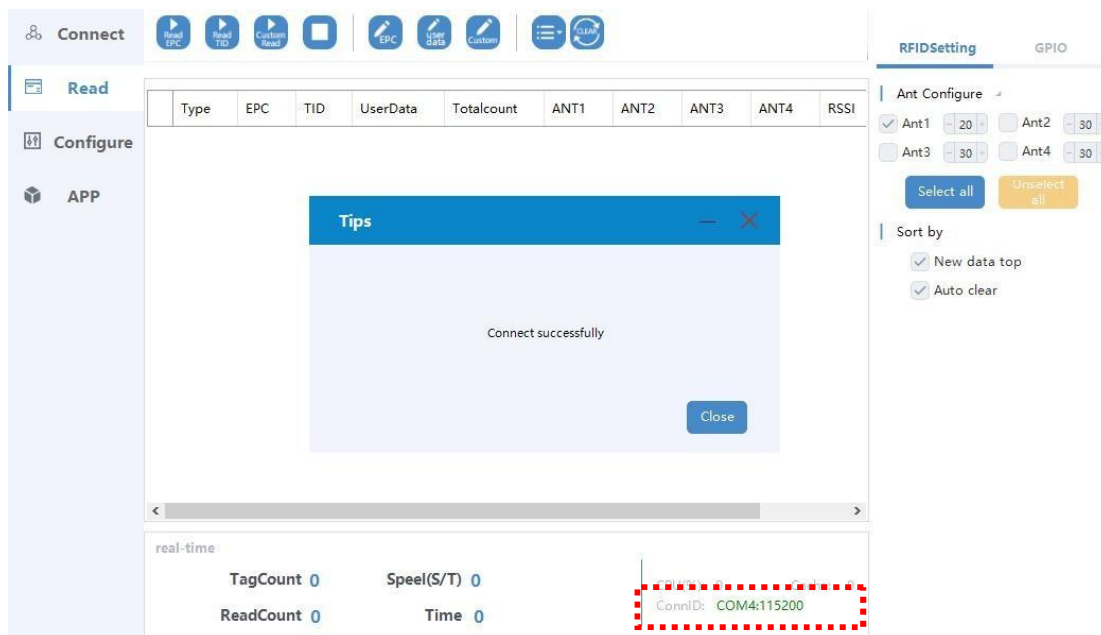 Connect
Read EPC
Read TID
Custom Read
EPC
user data
Custom
CLEAR
RFIDSetting
GPIO
Read
Configure
APP
Type EPC TID UserData Totalcount ANT1 ANT2 ANT3 ANT4 RSSI
Ant Configure
Ant1 - 20 + Ant2 - 30
Ant3 - 30 + Ant4 - 30
Select all
Unselect all
Sort by
New data top
Auto clear
Tips
Connect successfully
Close
real-time
TagCount 0 Speel(S/T) 0
ReadCount 0 Time 0
ConnID: COM4:115200